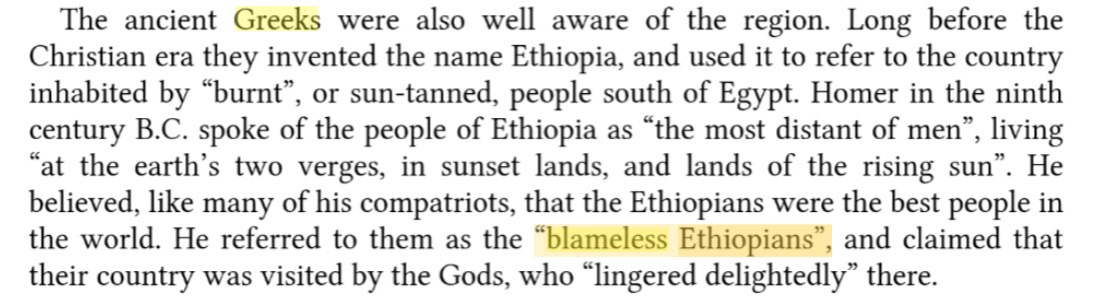 The ancient Greeks were also well aware of the region. Long before the
Christian era they invented the name Ethiopia, and used it to refer to the country
inhabited by “burnt”, or sun-tanned, people south of Egypt. Homer in the ninth
century B.C. spoke of the people of Ethiopia as “the most distant of men”, living
“at the earth’s two verges, in sunset lands, and lands of the rising sun”. He
believed, like many of his compatriots, that the Ethiopians were the best people in
the world. He referred to them as the “blameless Ethiopians”, and claimed that
their country was visited by the Gods, who “lingered delightedly” there.